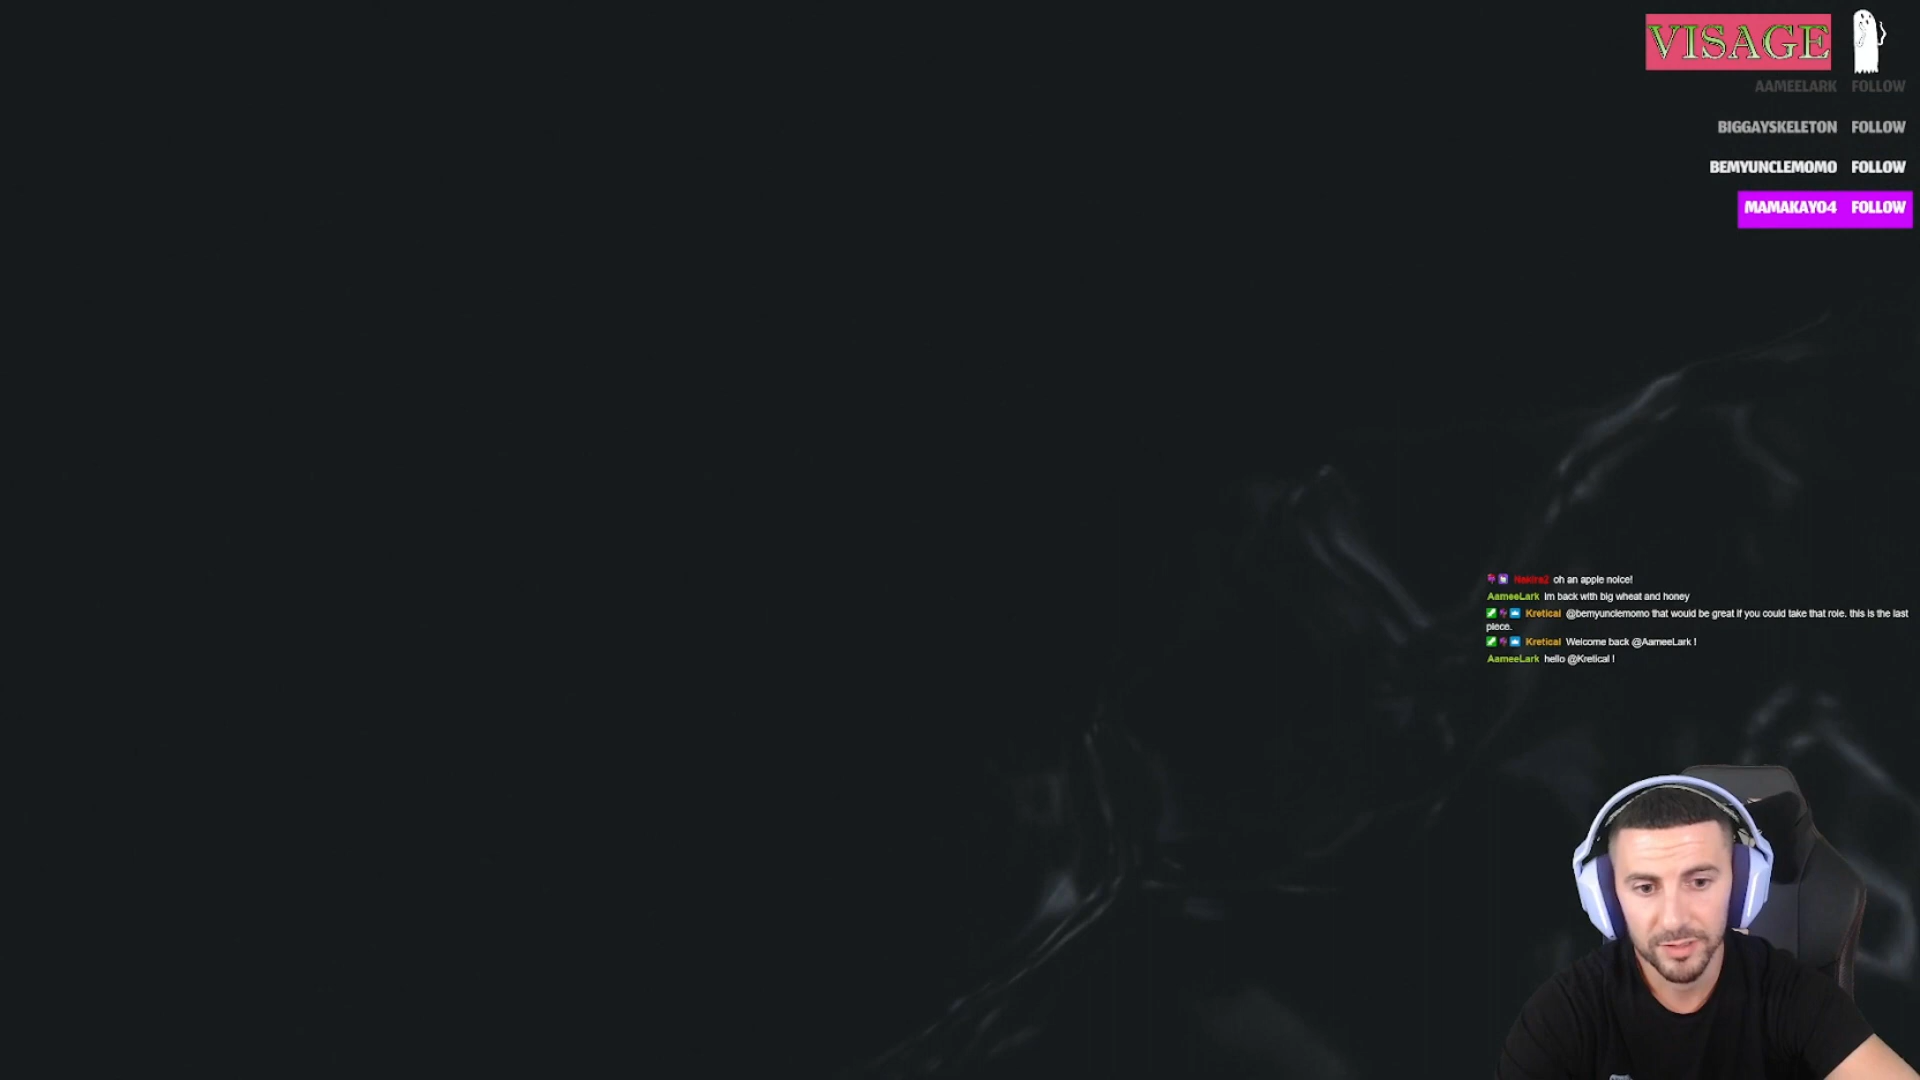 VISAGE
AAMEELARK FOLLOW
BIGGAYSKELETON FOLLOW
BEMYUNCLEMOMO FOLLOW
MAMAKAY04 FOLLOW
oh an apple noice!
AameeLark Im back with big wheat and honey
Kretical @bemyunclemomo that would be great if you could take that role. this is the last
piece.
Kretical Welcome back @AameeLark !
AameeLark hello @Kretical !